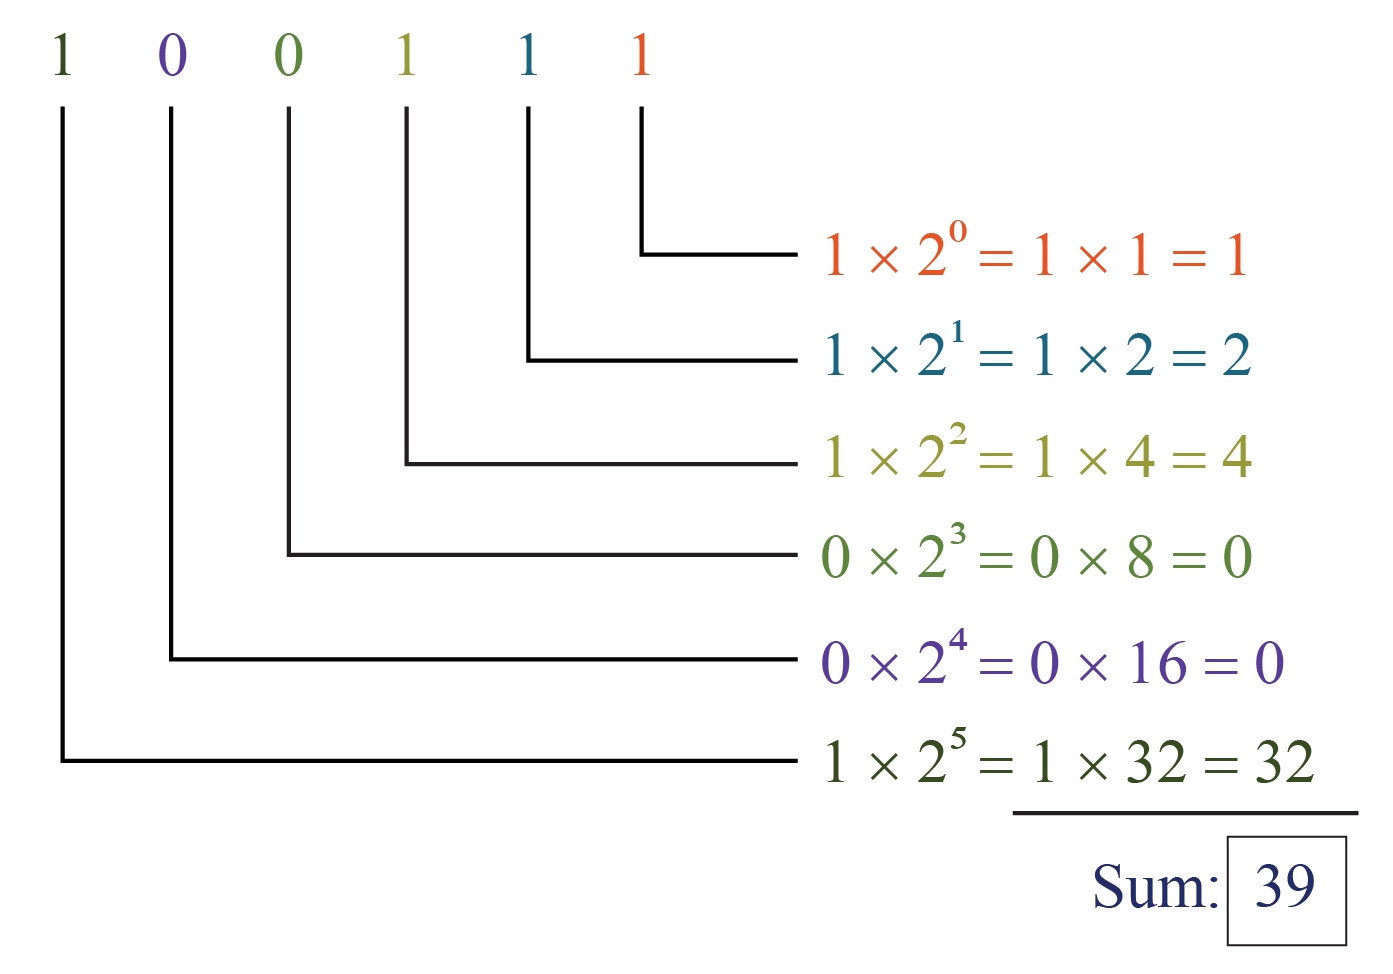 1 0 0 1 1 1
1 × 2⁰ = 1 × 1 = 1
1 × 2¹ = 1 × 2 = 2
1 × 2² = 1 × 4 = 4
0 × 2³ = 0 × 8 = 0
0 × 2⁴ = 0 × 16 = 0
1 × 2⁵ = 1 × 32 = 32
Sum: 39